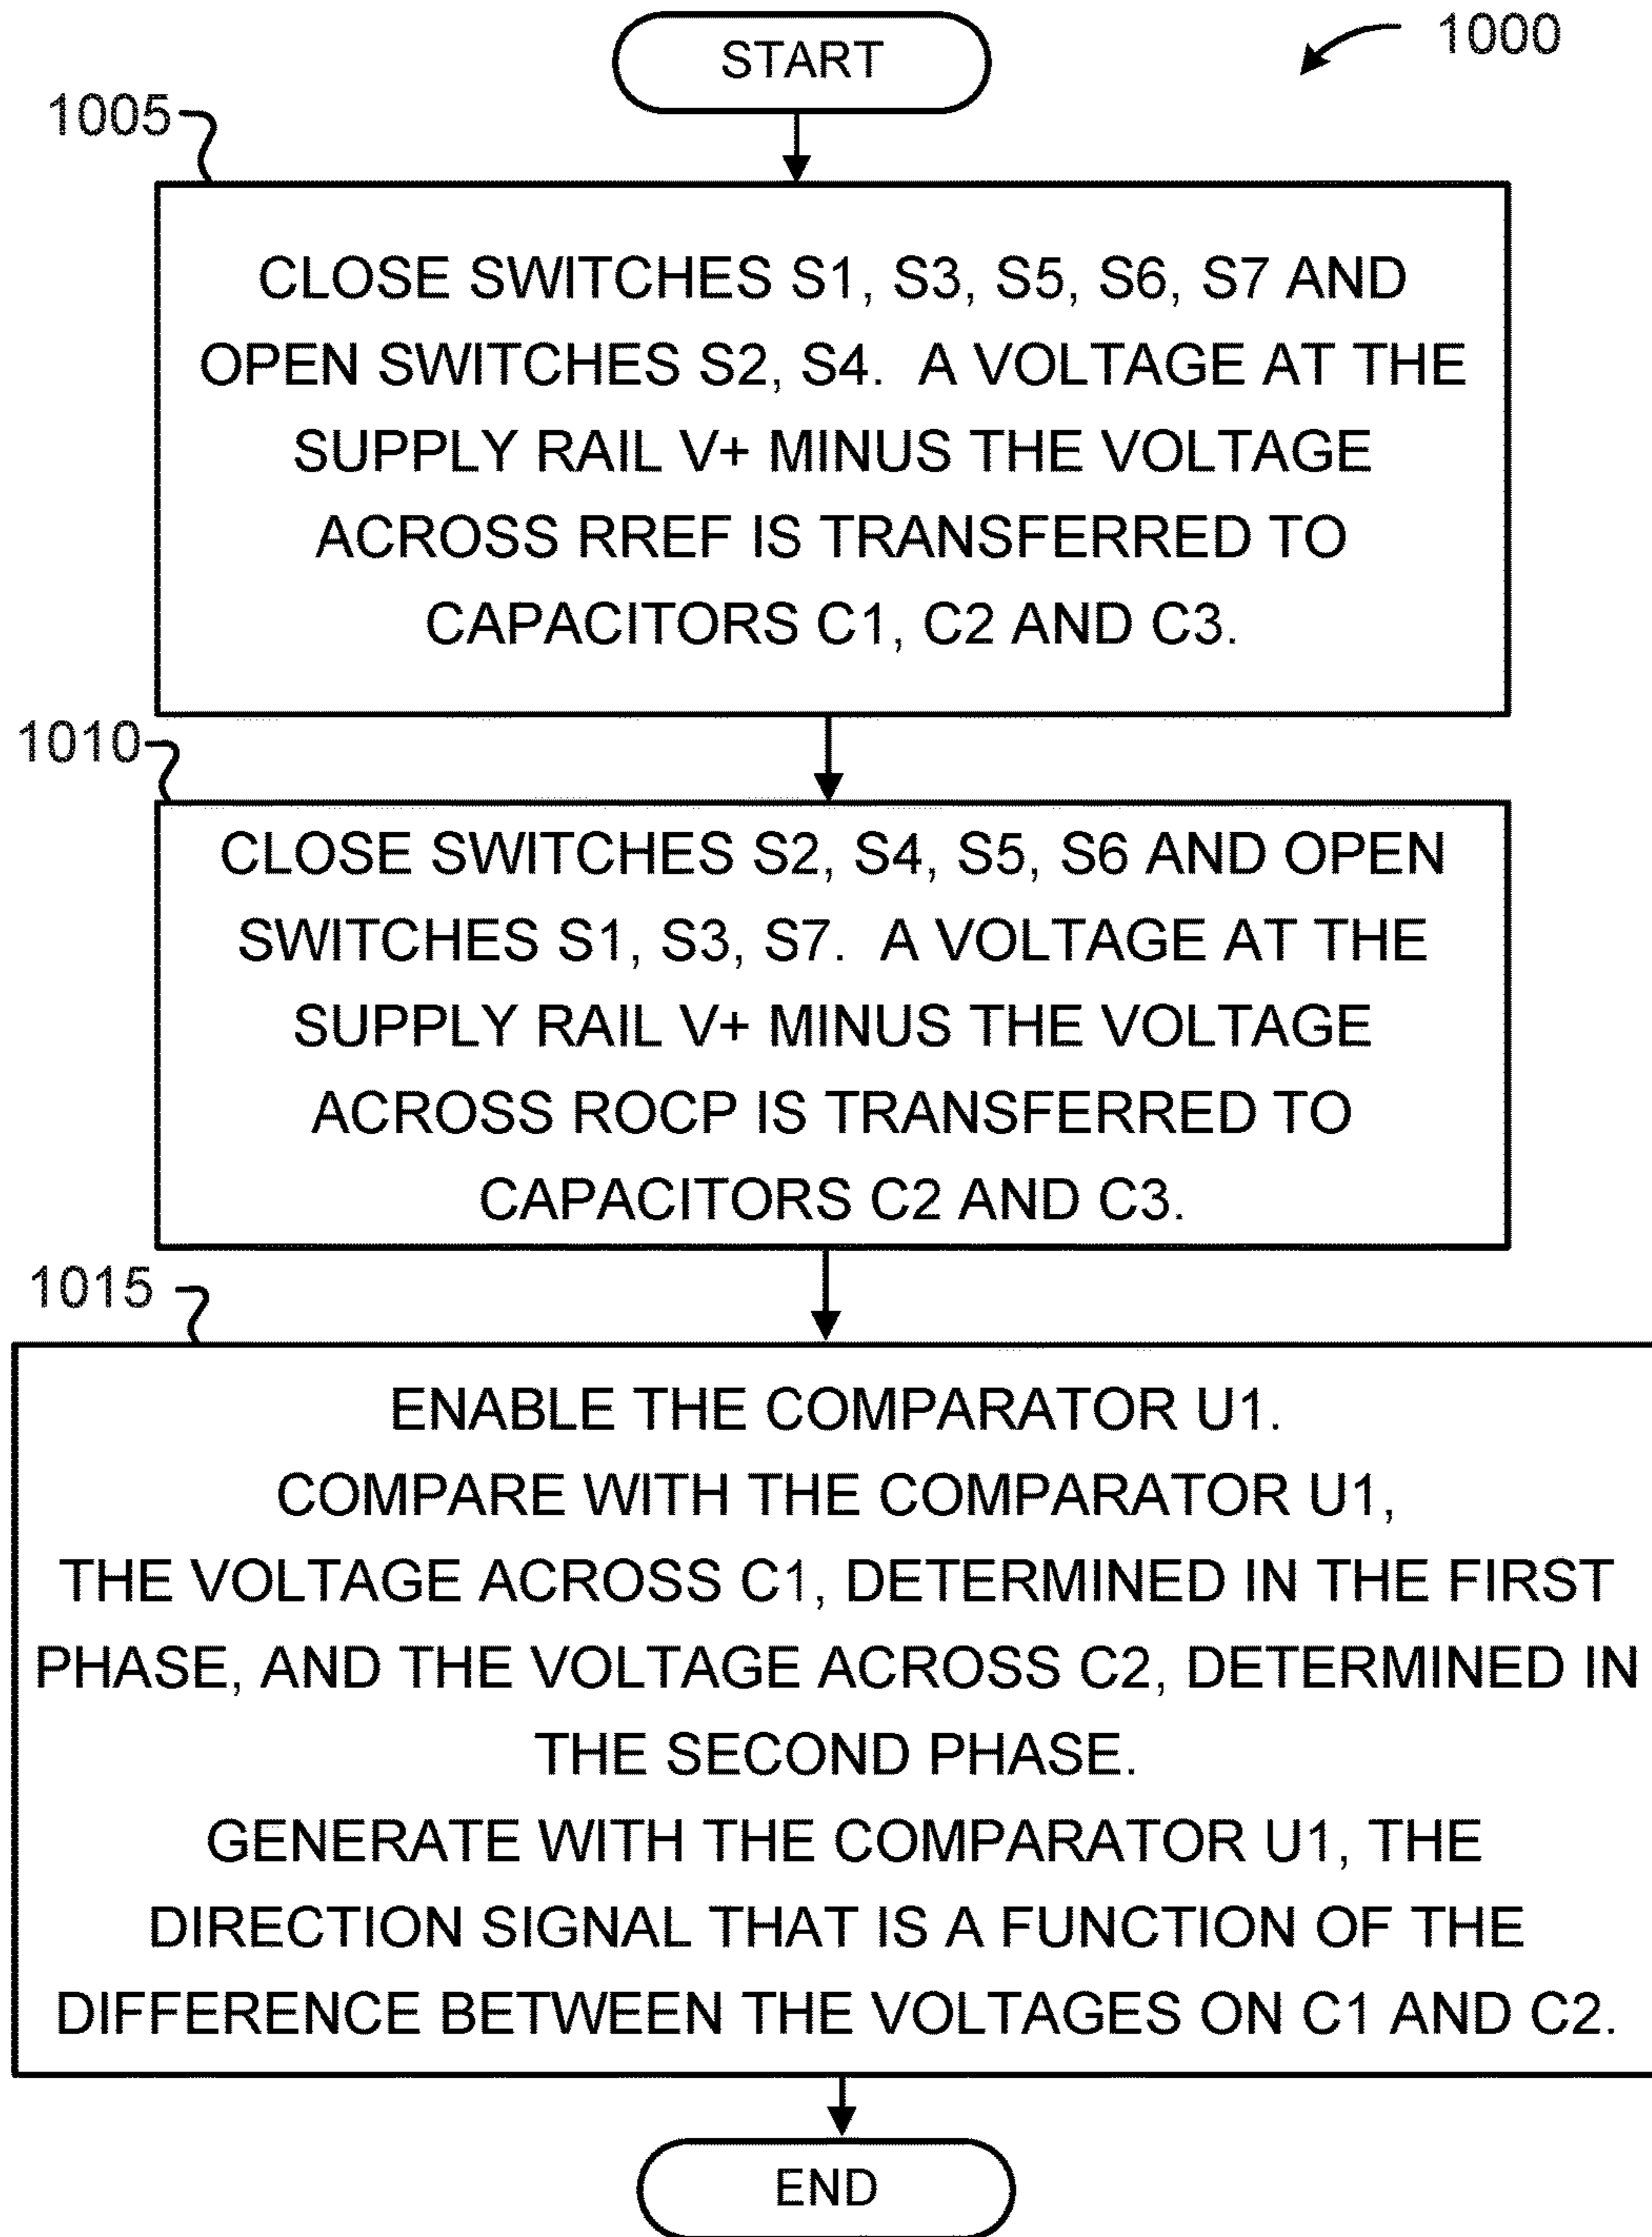 START
1000
1005
CLOSE SWITCHES S1, S3, S5, S6, S7 AND
OPEN SWITCHES S2, S4. A VOLTAGE AT THE
SUPPLY RAIL V+ MINUS THE VOLTAGE
ACROSS RREF IS TRANSFERRED TO
CAPACITORS C1, C2 AND C3.
1010
CLOSE SWITCHES S2, S4, S5, S6 AND OPEN
SWITCHES S1, S3, S7. A VOLTAGE AT THE
SUPPLY RAIL V+ MINUS THE VOLTAGE
ACROSS ROCP IS TRANSFERRED TO
CAPACITORS C2 AND C3.
1015
ENABLE THE COMPARATOR U1.
COMPARE WITH THE COMPARATOR U1,
THE VOLTAGE ACROSS C1, DETERMINED IN THE FIRST
PHASE, AND THE VOLTAGE ACROSS C2, DETERMINED IN
THE SECOND PHASE.
GENERATE WITH THE COMPARATOR U1, THE
DIRECTION SIGNAL THAT IS A FUNCTION OF THE
DIFFERENCE BETWEEN THE VOLTAGES ON C1 AND C2.
END